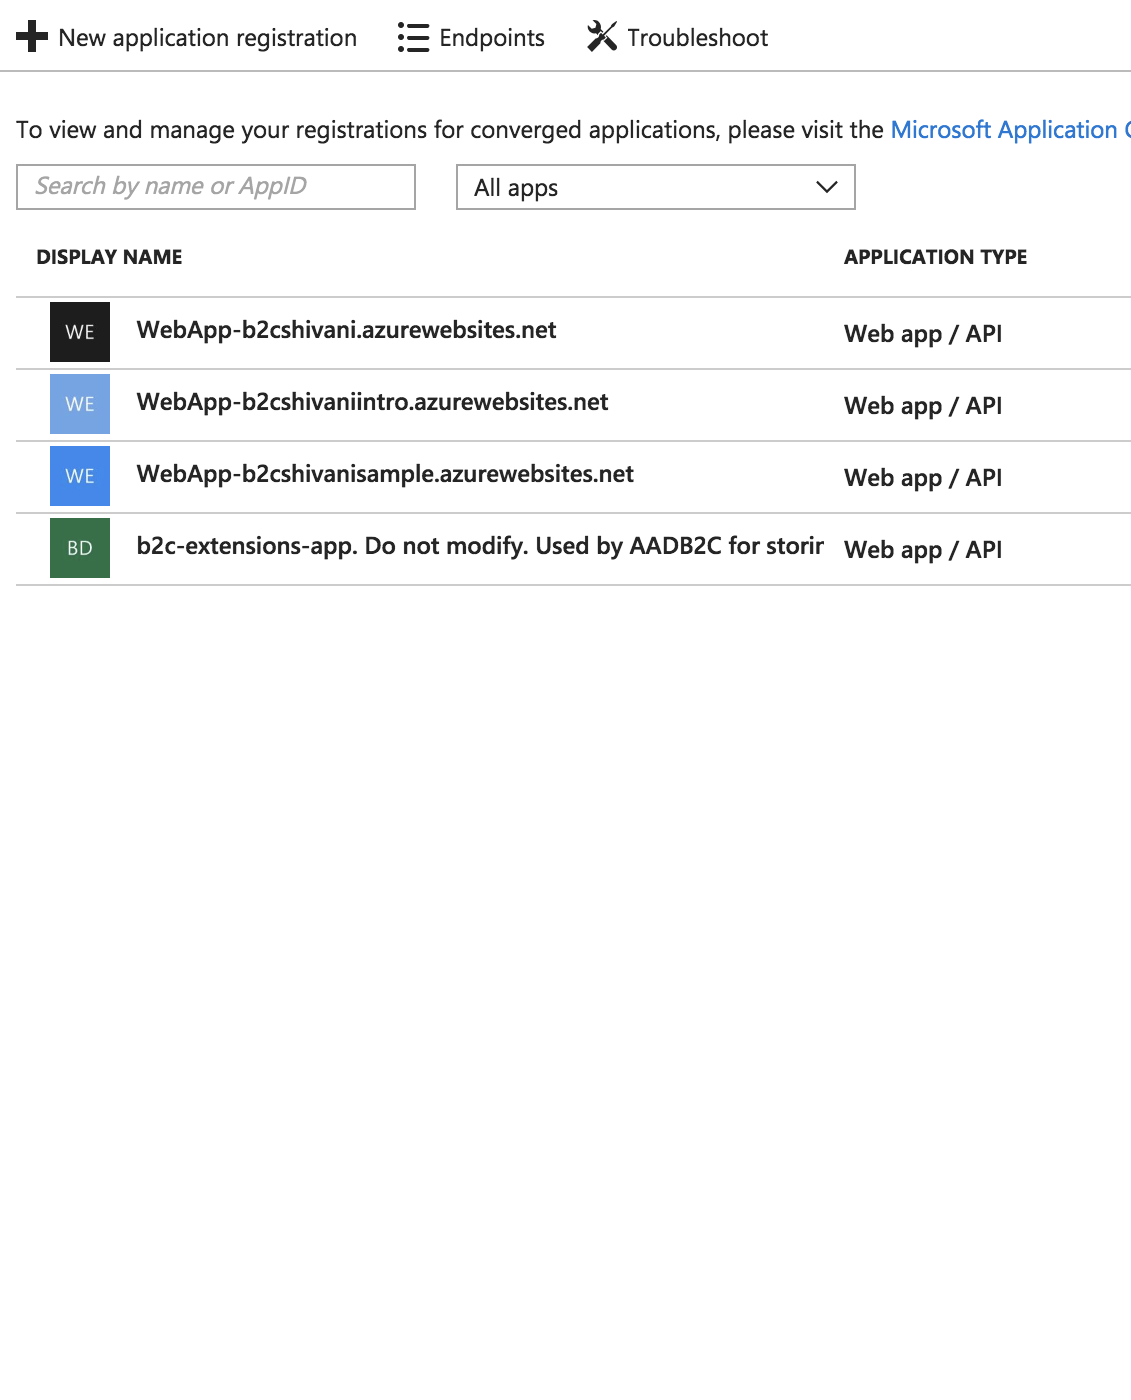 New application registration Endpoints Troubleshoot
To view and manage your registrations for converged applications, please visit the Microsoft Application
Search by name or AppID All apps
DISPLAY NAME APPLICATION TYPE
WE WebApp-b2cshivani.azurewebsites.net Web app / API
WE WebApp-b2cshivaniintro.azurewebsites.net Web app / API
WE WebApp-b2cshivanisample.azurewebsites.net Web app / API
BD b2c-extensions-app. Do not modify. Used by AADB2C for storin Web app / API